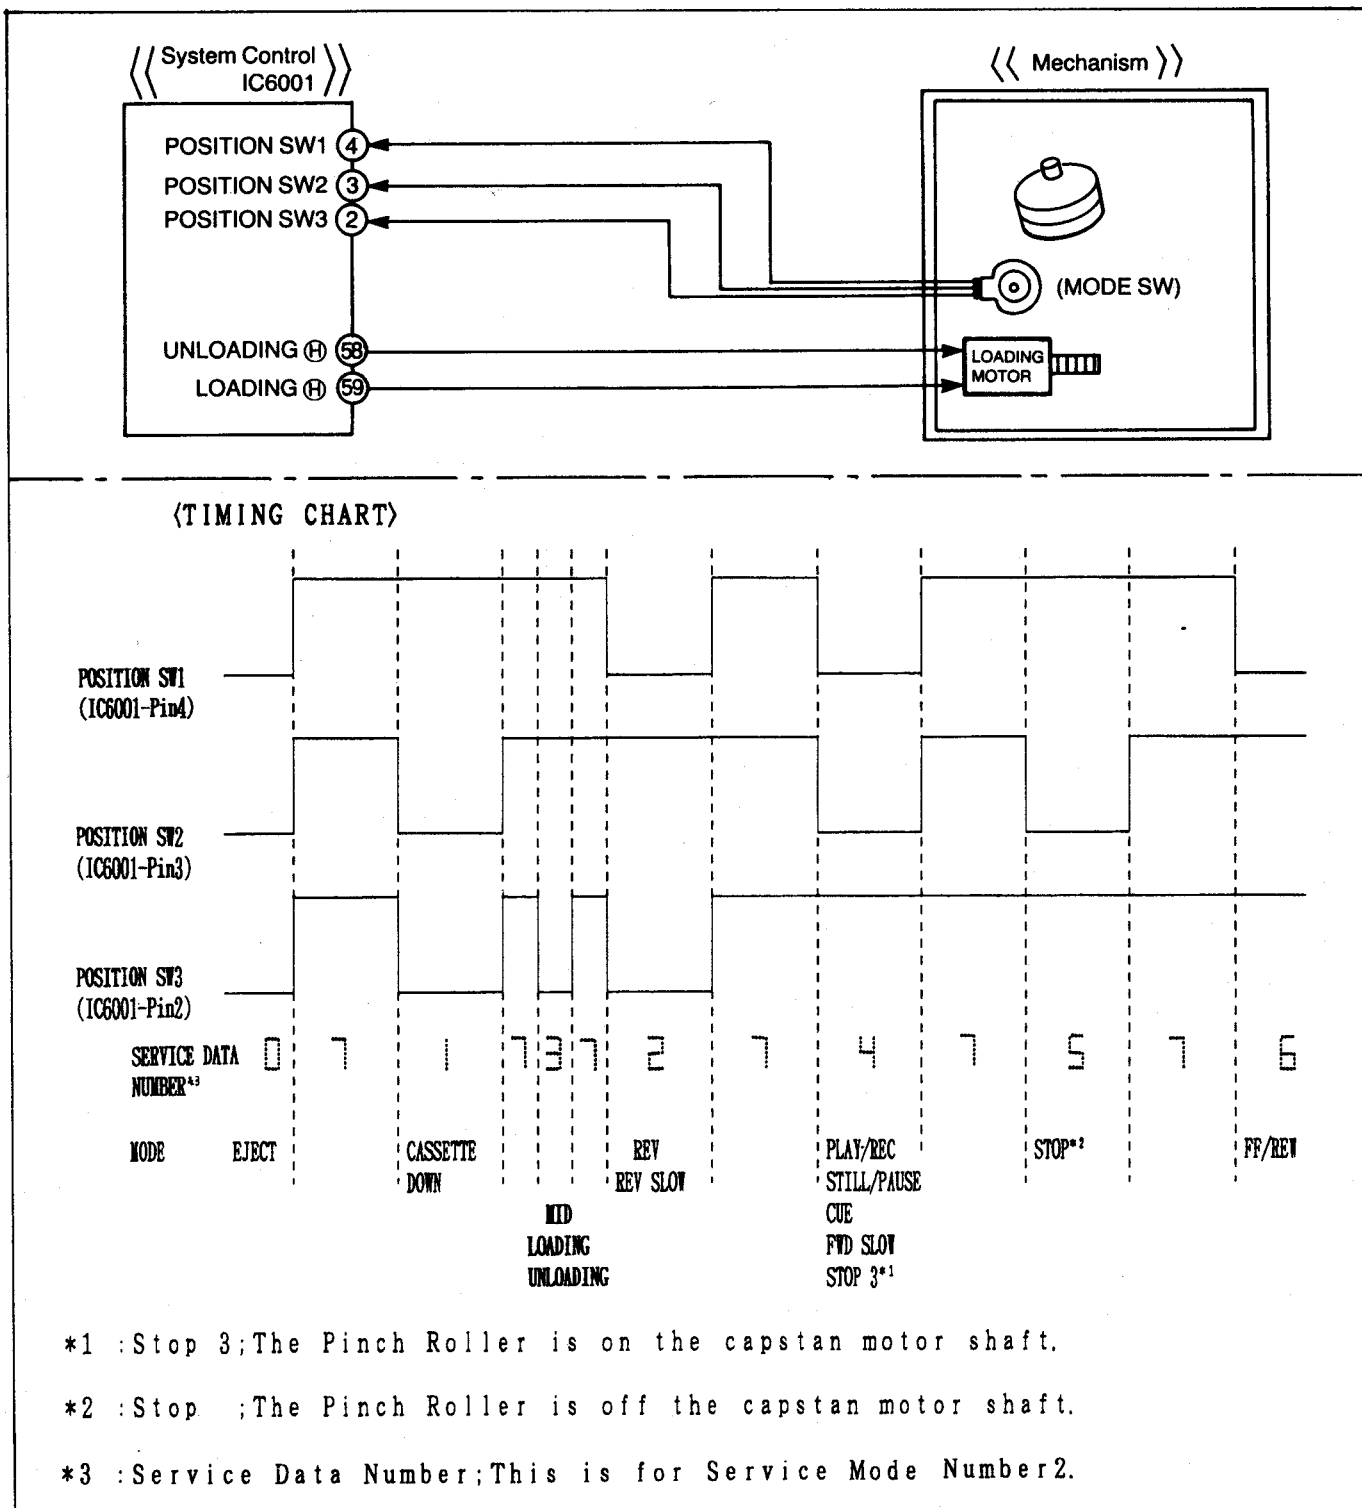 《System Control
IC6001》
《 Mechanism 》
POSITION SW1 ④
POSITION SW2 ③
POSITION SW3 ②
(MODE SW)
UNLOADING Ⓗ 58
LOADING Ⓗ 59
LOADING
MOTOR
〈TIMING CHART〉
POSITION SW1
(IC6001-Pin4)
POSITION SW2
(IC6001-Pin3)
POSITION SW3
(IC6001-Pin2)
SERVICE DATA 0 7 1 7 3 7 2 7 4 7 5 7 6
NUMBER*3
MODE EJECT CASSETTE REV PLAY/REC STOP*2 FF/REW
DOWN REV SLOW STILL/PAUSE
MID CUE
LOADING FWD SLOW
UNLOADING STOP 3*1
*1 :Stop 3;The Pinch Roller is on the capstan motor shaft.
*2 :Stop ;The Pinch Roller is off the capstan motor shaft.
*3 :Service Data Number;This is for Service Mode Number2.